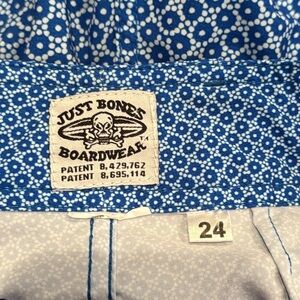 JUST BONES
BOARDWEAR
TM
PATENT 8,429,762
PATENT 8,695,114
24